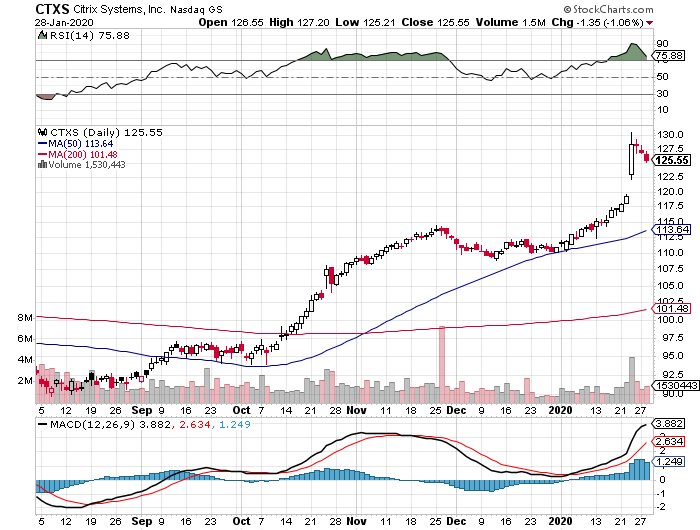 CTXS Citrix Systems, Inc. Nasdaq GS © StockCharts.com
28-Jan-2020 Open 126.55 High 127.20 Low 125.21 Close 125.55 Volume 1.5M Chg -1.35 (-1.06%)
RSI(14) 75.88
90
75.88
70
50
30
10
CTXS (Daily) 125.55
MA(50) 113.64
MA(200) 101.48
Volume 1,530,443
130.0
127.5
125.55
122.5
120.0
117.5
115.0
113.64
112.5
110.0
107.5
105.0
102.5
101.48
100.0
97.5
95.0
92.5
90.0
8M
6M
4M
2M
1530443
5 12 19 26 Sep 9 16 23 Oct 7 14 21 28 Nov 11 18 25 Dec 9 16 23 2020 13 21 27
MACD(12,26,9) 3.882, 2.634, 1.249
3.882
2.634
2
1.249
0
-1
5 12 19 26 Sep 9 16 23 Oct 7 14 21 28 Nov 11 18 25 Dec 9 16 23 2020 13 21 27